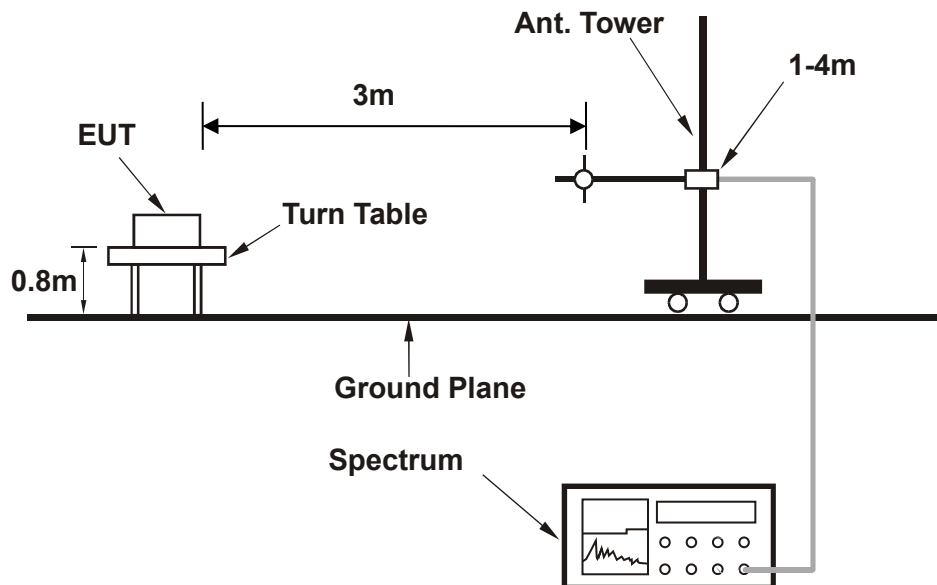 Ant. Tower
1-4m
3m
EUT
Turn Table
0.8m
Ground Plane
Spectrum